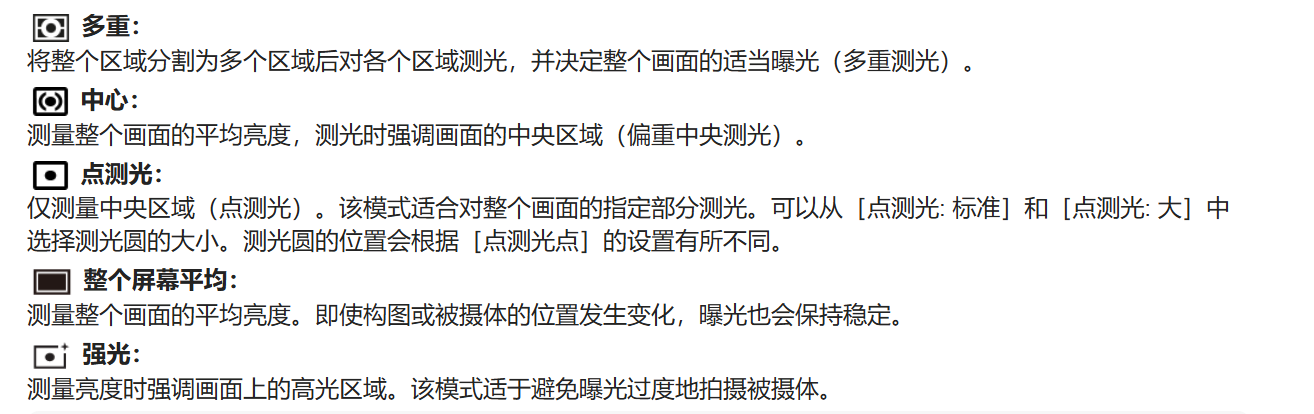 多重：
将整个区域分割为多个区域后对各个区域测光，并决定整个画面的适当曝光（多重测光）。
中心：
测量整个画面的平均亮度，测光时强调画面的中央区域（偏重中央测光）。
点测光：
仅测量中央区域（点测光）。该模式适合对整个画面的指定部分测光。可以从［点测光: 标准］和［点测光: 大］中
选择测光圆的大小。测光圆的位置会根据［点测光点］的设置有所不同。
整个屏幕平均：
测量整个画面的平均亮度。即使构图或被摄体的位置发生变化，曝光也会保持稳定。
强光：
测量亮度时强调画面上的高光区域。该模式适于避免曝光过度地拍摄被摄体。